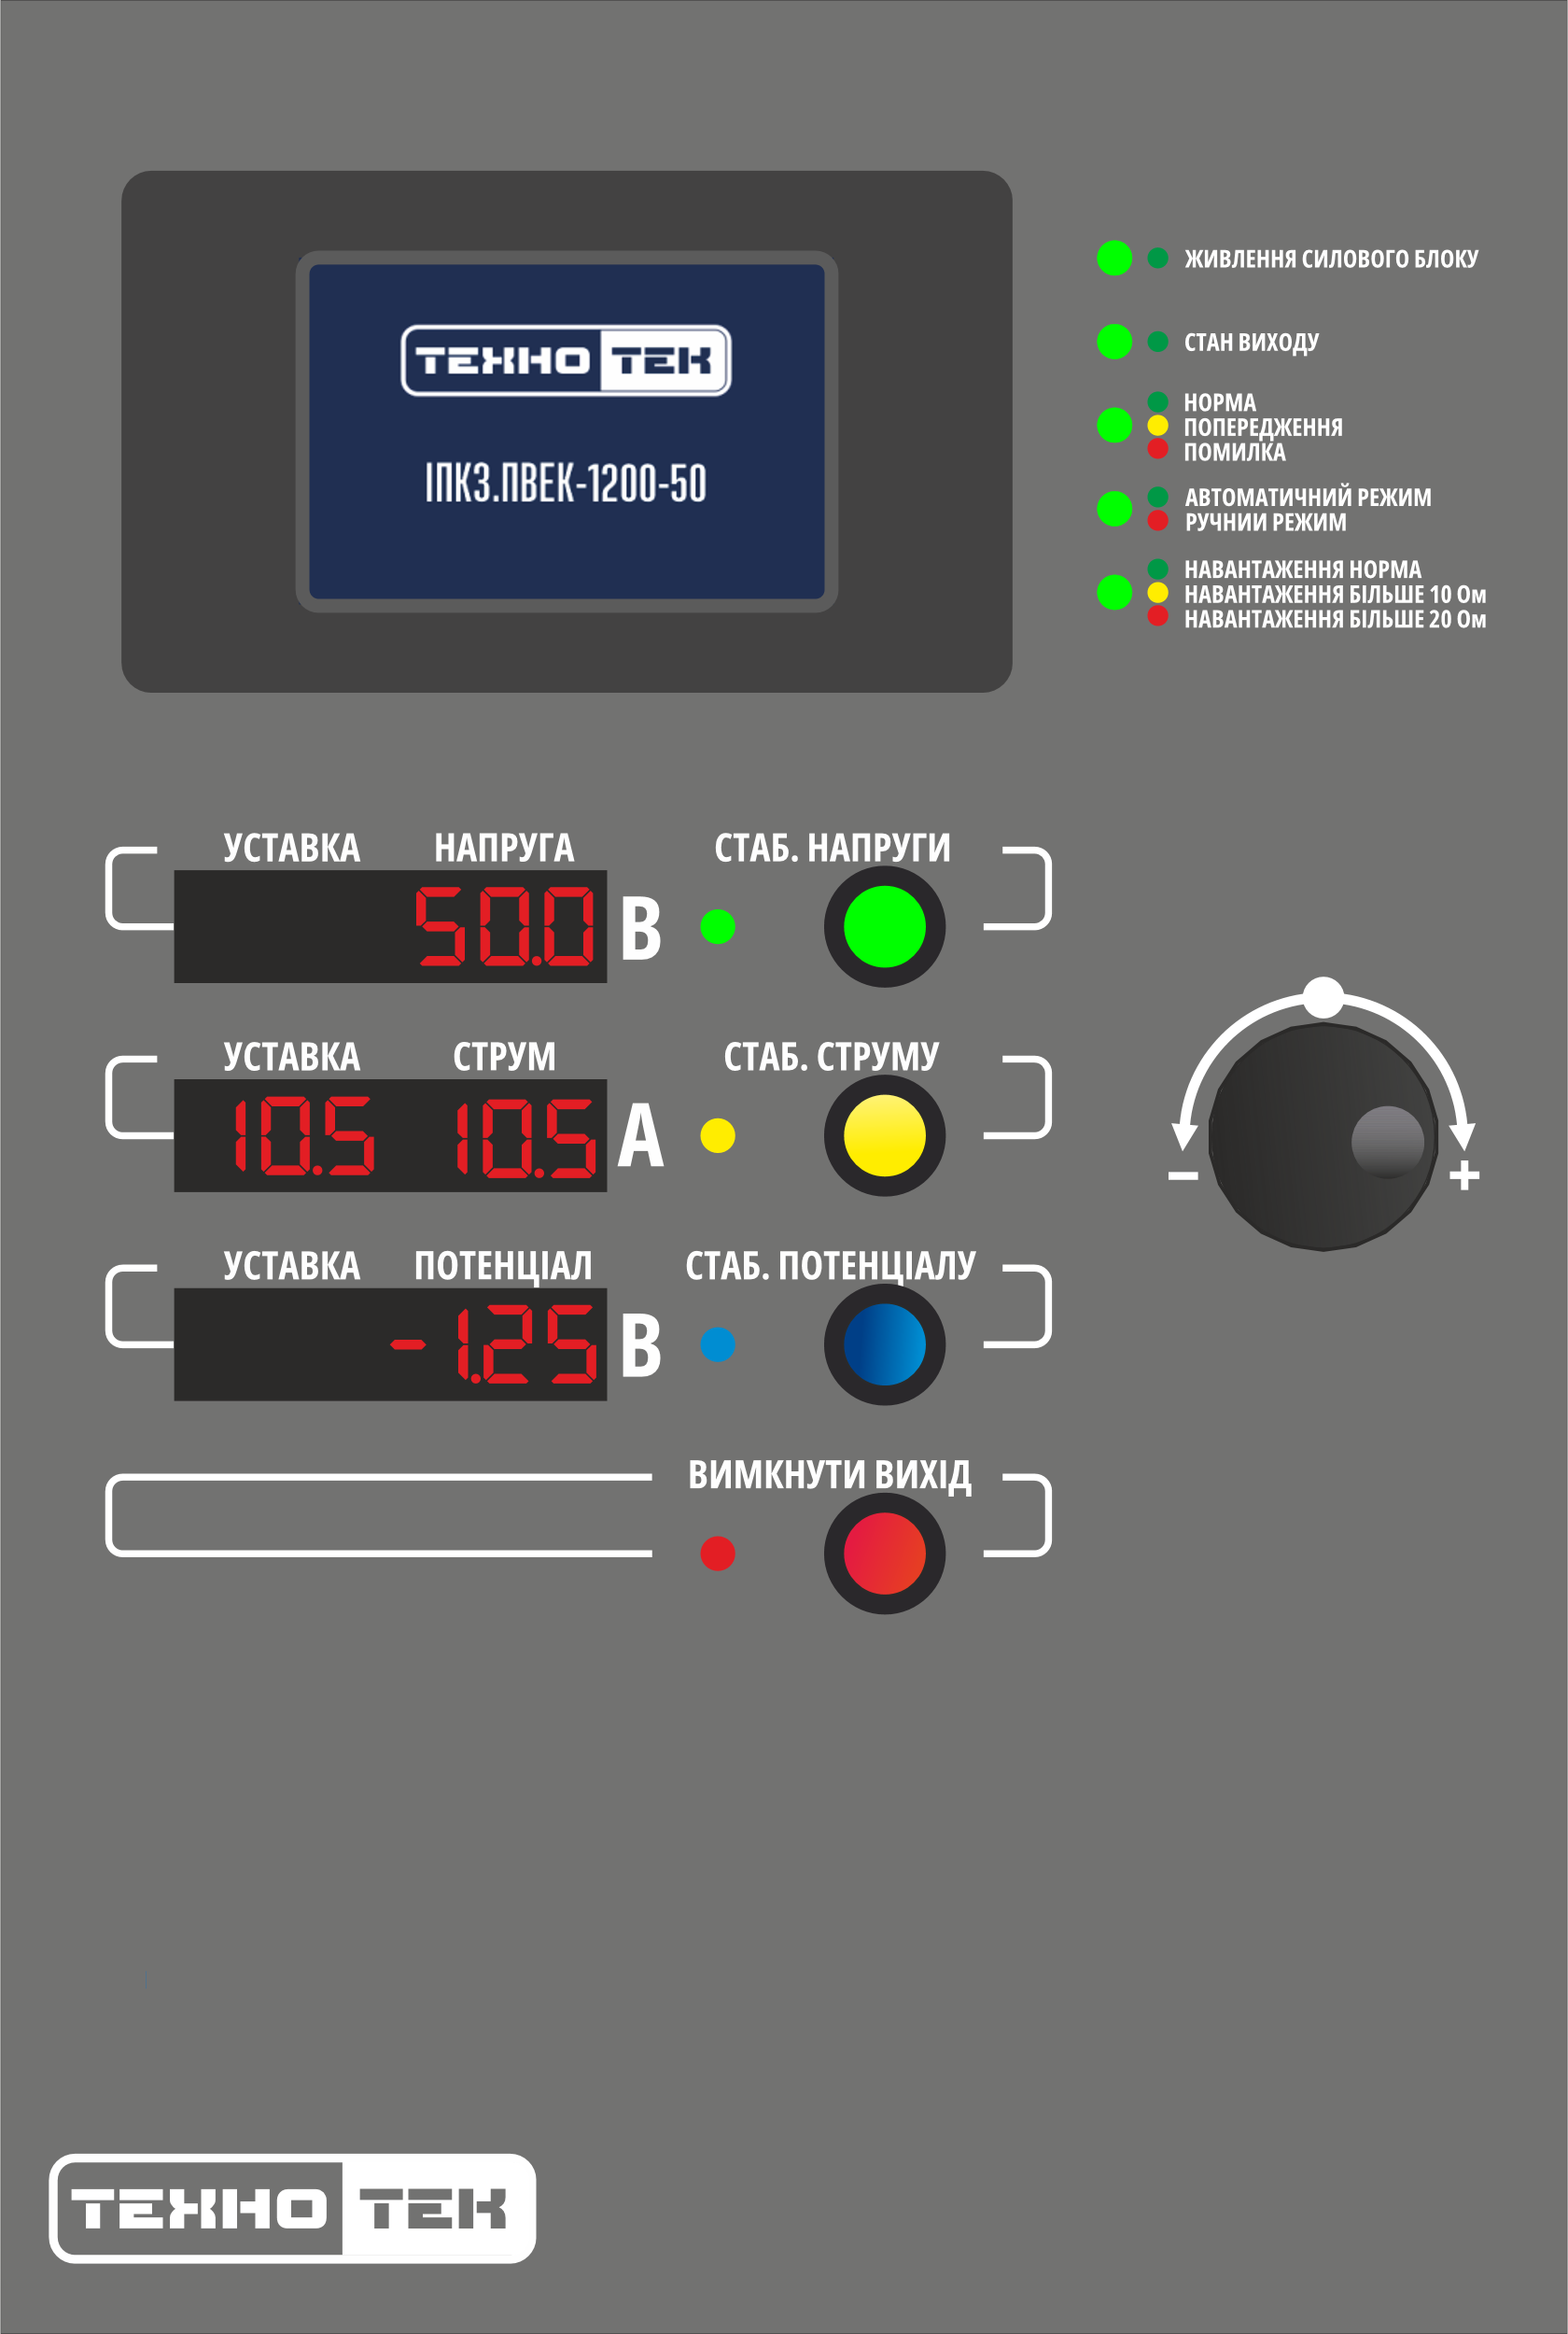 ТЕХНО ТЕК
ІПКЗ.ПВЕК-1200-50
ЖИВЛЕННЯ СИЛОВОГО БЛОКУ
СТАН ВИХОДУ
НОРМА
ПОПЕРЕДЖЕННЯ
ПОМИЛКА
АВТОМАТИЧНИЙ РЕЖИМ
РУЧНИИ РЕЖИМ
НАВАНТАЖЕННЯ НОРМА
НАВАНТАЖЕННЯ БІЛЬШЕ 10 Ом
НАВАНТАЖЕННЯ БІЛЬШЕ 20 Ом
УСТАВКА НАПРУГА СТАБ. НАПРУГИ
50.0 В
УСТАВКА СТРУМ СТАБ. СТРУМУ
10.5 10.5 А
− +
УСТАВКА ПОТЕНЦІАЛ СТАБ. ПОТЕНЦІАЛУ
-1.25 В
ВИМКНУТИ ВИХІД
ТЕХНО ТЕК